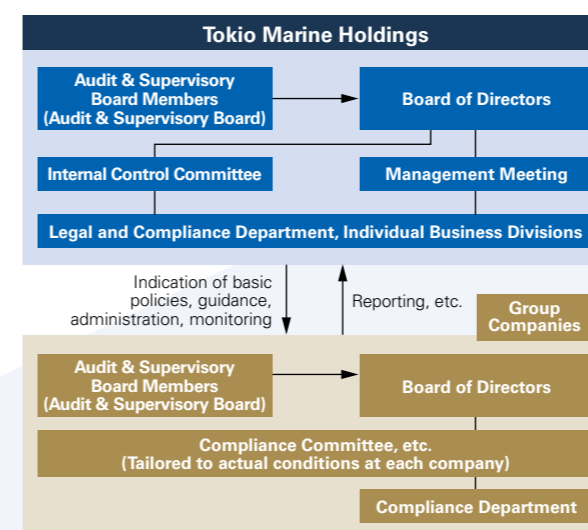 Tokio Marine Holdings
Audit & Supervisory
Board Members
(Audit & Supervisory Board)
Board of Directors
Internal Control Committee
Management Meeting
Legal and Compliance Department, Individual Business Divisions
Indication of basic
policies, guidance,
administration, monitoring
Reporting, etc.
Group
Companies
Audit & Supervisory
Board Members
(Audit & Supervisory Board)
Board of Directors
Compliance Committee, etc.
(Tailored to actual conditions at each company)
Compliance Department